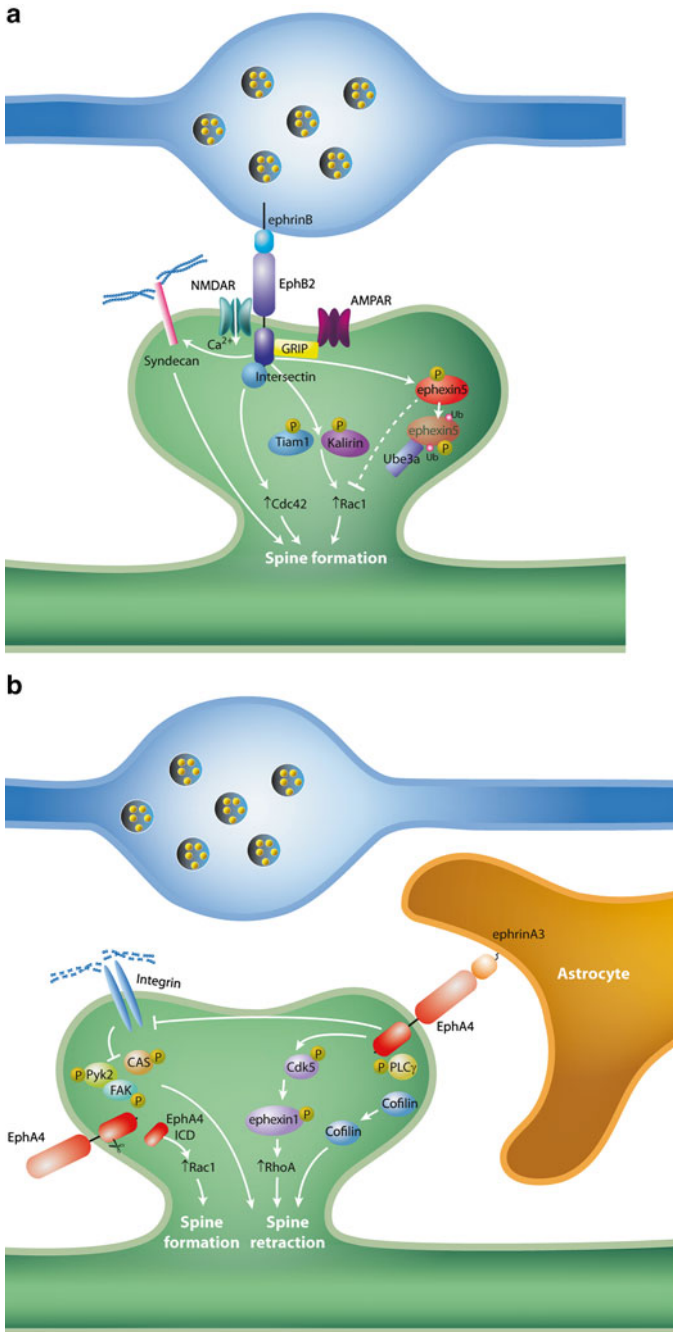 a
ephrinB
NMDAR
EphB2
AMPAR
Ca2+
GRIP
Syndecan
Intersectin
P
ephexin5
P
P
Ub
Tiam1
Kalirin
ephexin5
P
Ube3a
Ub
↑Cdc42
↑Rac1
Spine formation
b
ephrinA3
Astrocyte
Integrin
EphA4
P
CAS
P
Cdk5
P
PLCγ
P
Pyk2
FAK
P
Cofilin
EphA4
EphA4
ICD
ephexin1
P
Cofilin
↑Rac1
↑RhoA
Spine
formation
Spine
retraction